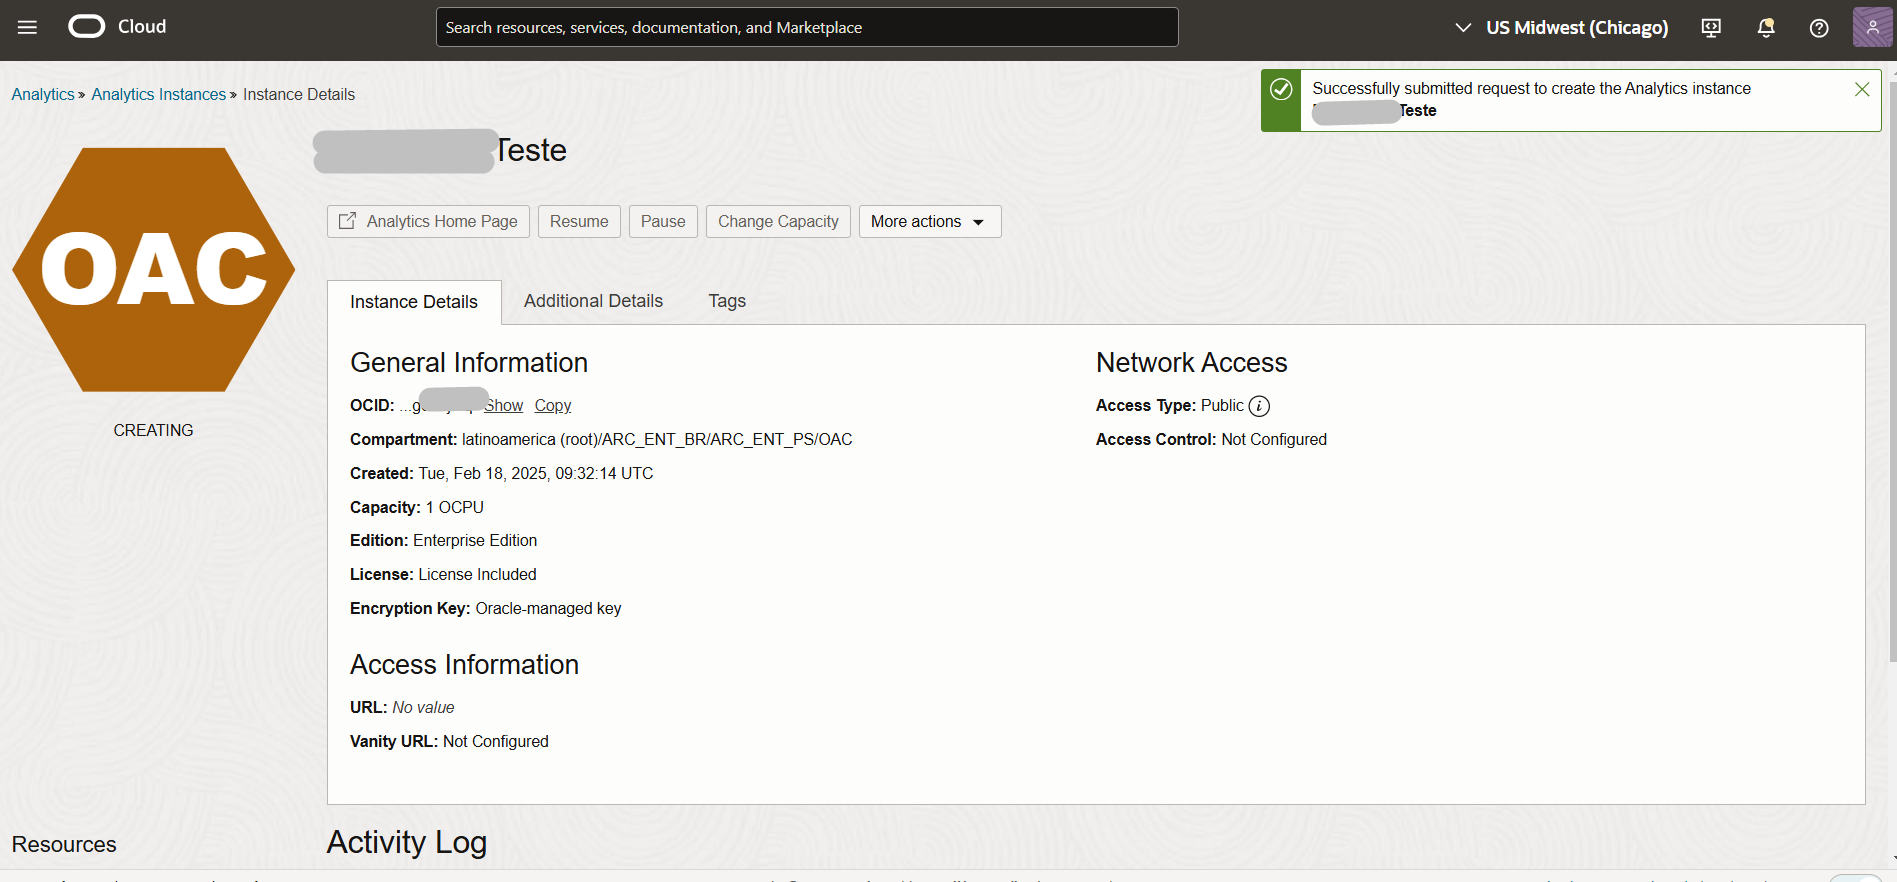 Cloud
Search resources, services, documentation, and Marketplace
US Midwest (Chicago)
Analytics » Analytics Instances » Instance Details
Successfully submitted request to create the Analytics instance
Teste
Teste
OAC
CREATING
Analytics Home Page
Resume
Pause
Change Capacity
More actions
Instance Details
Additional Details
Tags
General Information
OCID: ...g Show Copy
Compartment: latinoamerica (root)/ARC_ENT_BR/ARC_ENT_PS/OAC
Created: Tue, Feb 18, 2025, 09:32:14 UTC
Capacity: 1 OCPU
Edition: Enterprise Edition
License: License Included
Encryption Key: Oracle-managed key
Access Information
URL: No value
Vanity URL: Not Configured
Network Access
Access Type: Public
Access Control: Not Configured
Resources
Activity Log